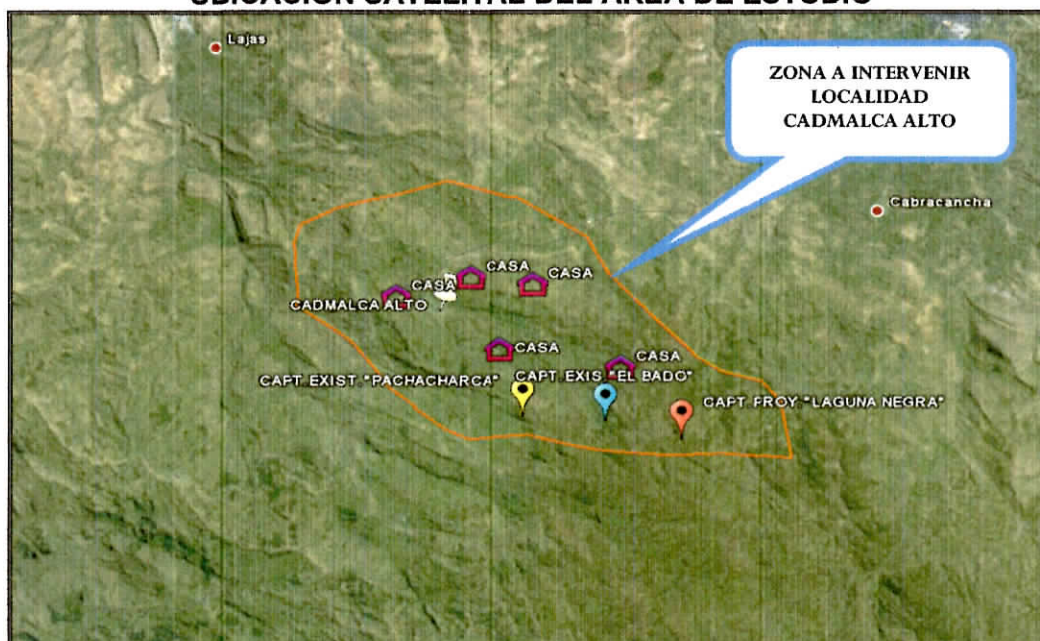 UBICACIÓN SATELITAL DEL ÁREA DE ESTUDIO
Lajas
ZONA A INTERVENIR
LOCALIDAD
CADMALCA ALTO
Cabracancha
CASA
CASA
CASA
CADMALCA ALTO
CASA
CASA
CAPT. EXIST. "PACHACHARCA"
CAPT. EXIS. "EL BADO"
CAPT. PROY. "LAGUNA NEGRA"